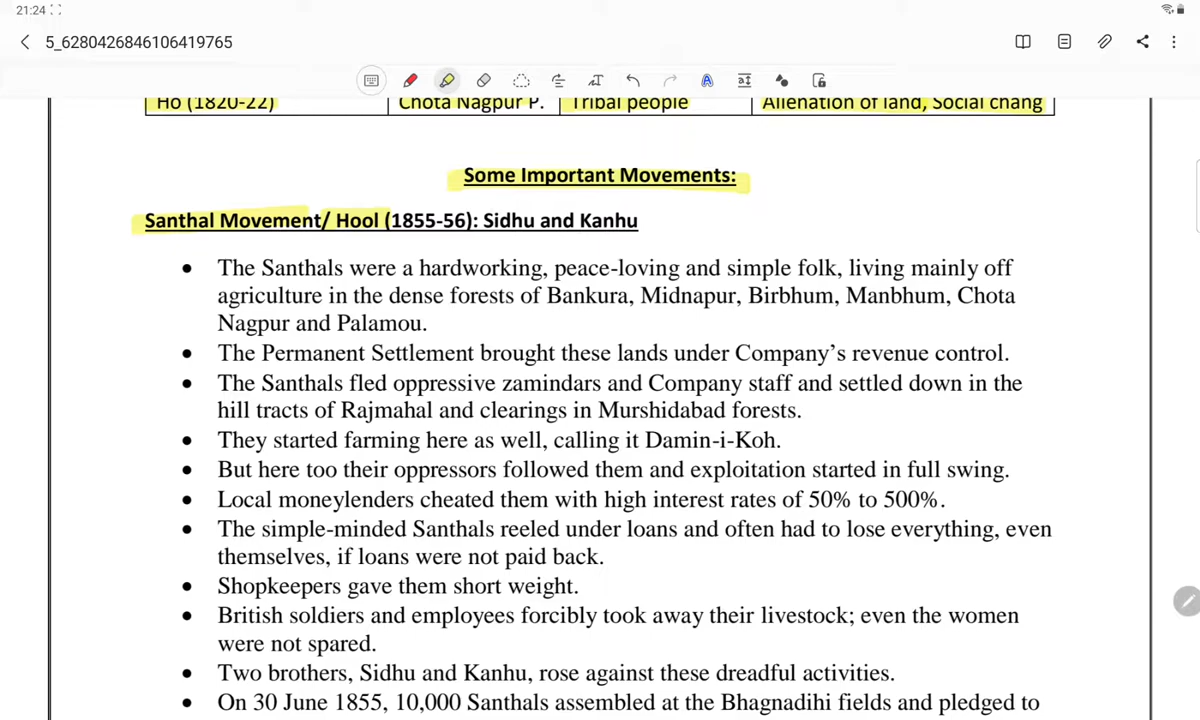 21:24
5_6280426846106419765
Ho (1820-22) Chota Nagpur P. Tribal people Alienation of land, Social chang
Some Important Movements:
Santhal Movement/ Hool (1855-56): Sidhu and Kanhu
• The Santhals were a hardworking, peace-loving and simple folk, living mainly off
agriculture in the dense forests of Bankura, Midnapur, Birbhum, Manbhum, Chota
Nagpur and Palamou.
• The Permanent Settlement brought these lands under Company’s revenue control.
• The Santhals fled oppressive zamindars and Company staff and settled down in the
hill tracts of Rajmahal and clearings in Murshidabad forests.
• They started farming here as well, calling it Damin-i-Koh.
• But here too their oppressors followed them and exploitation started in full swing.
• Local moneylenders cheated them with high interest rates of 50% to 500%.
• The simple-minded Santhals reeled under loans and often had to lose everything, even
themselves, if loans were not paid back.
• Shopkeepers gave them short weight.
• British soldiers and employees forcibly took away their livestock; even the women
were not spared.
• Two brothers, Sidhu and Kanhu, rose against these dreadful activities.
• On 30 June 1855, 10,000 Santhals assembled at the Bhagnadihi fields and pledged to